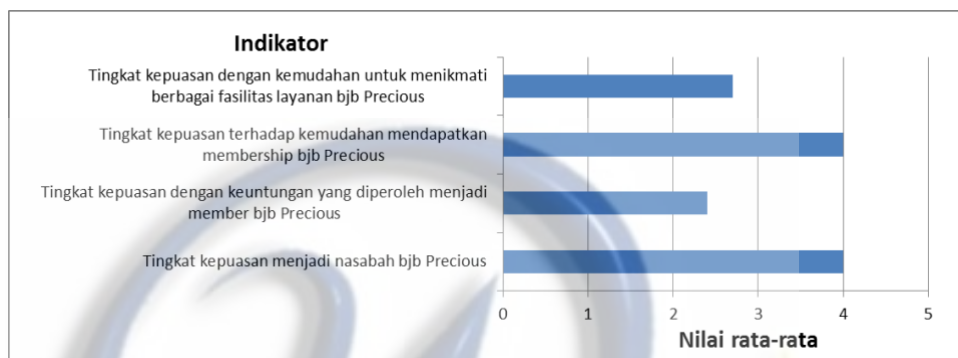 Indikator
Tingkat kepuasan dengan kemudahan untuk menikmati
berbagai fasilitas layanan bjb Precious
Tingkat kepuasan terhadap kemudahan mendapatkan
membership bjb Precious
Tingkat kepuasan dengan keuntungan yang diperoleh menjadi
member bjb Precious
Tingkat kepuasan menjadi nasabah bjb Precious
0 1 2 3 4 5
Nilai rata-rata